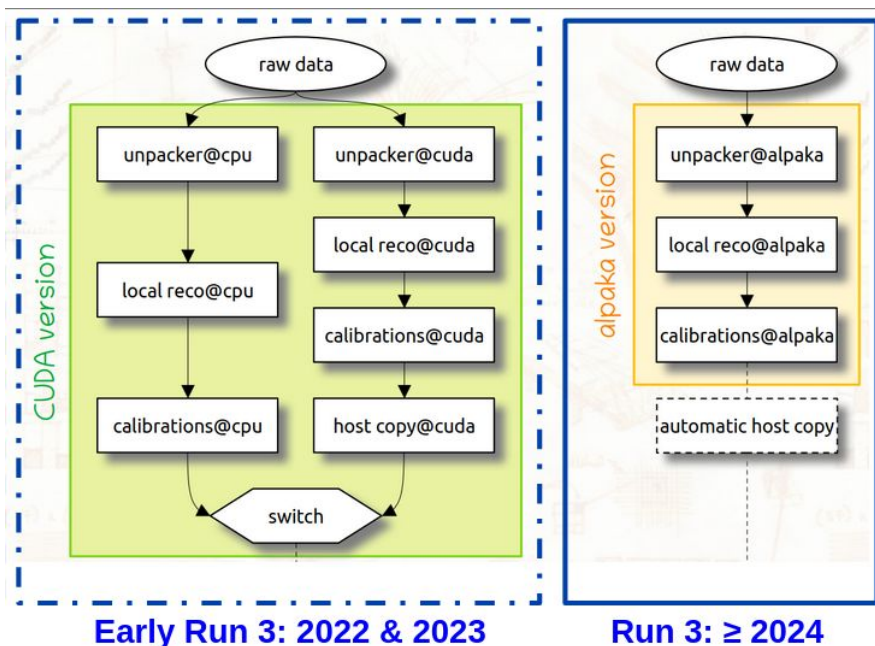 raw data
unpacker@cpu
unpacker@cuda
local reco@cuda
local reco@cpu
calibrations@cuda
calibrations@cpu
host copy@cuda
switch
CUDA version
Early Run 3: 2022 & 2023
raw data
unpacker@alpaka
local reco@alpaka
calibrations@alpaka
automatic host copy
alpaka version
Run 3: ≥ 2024